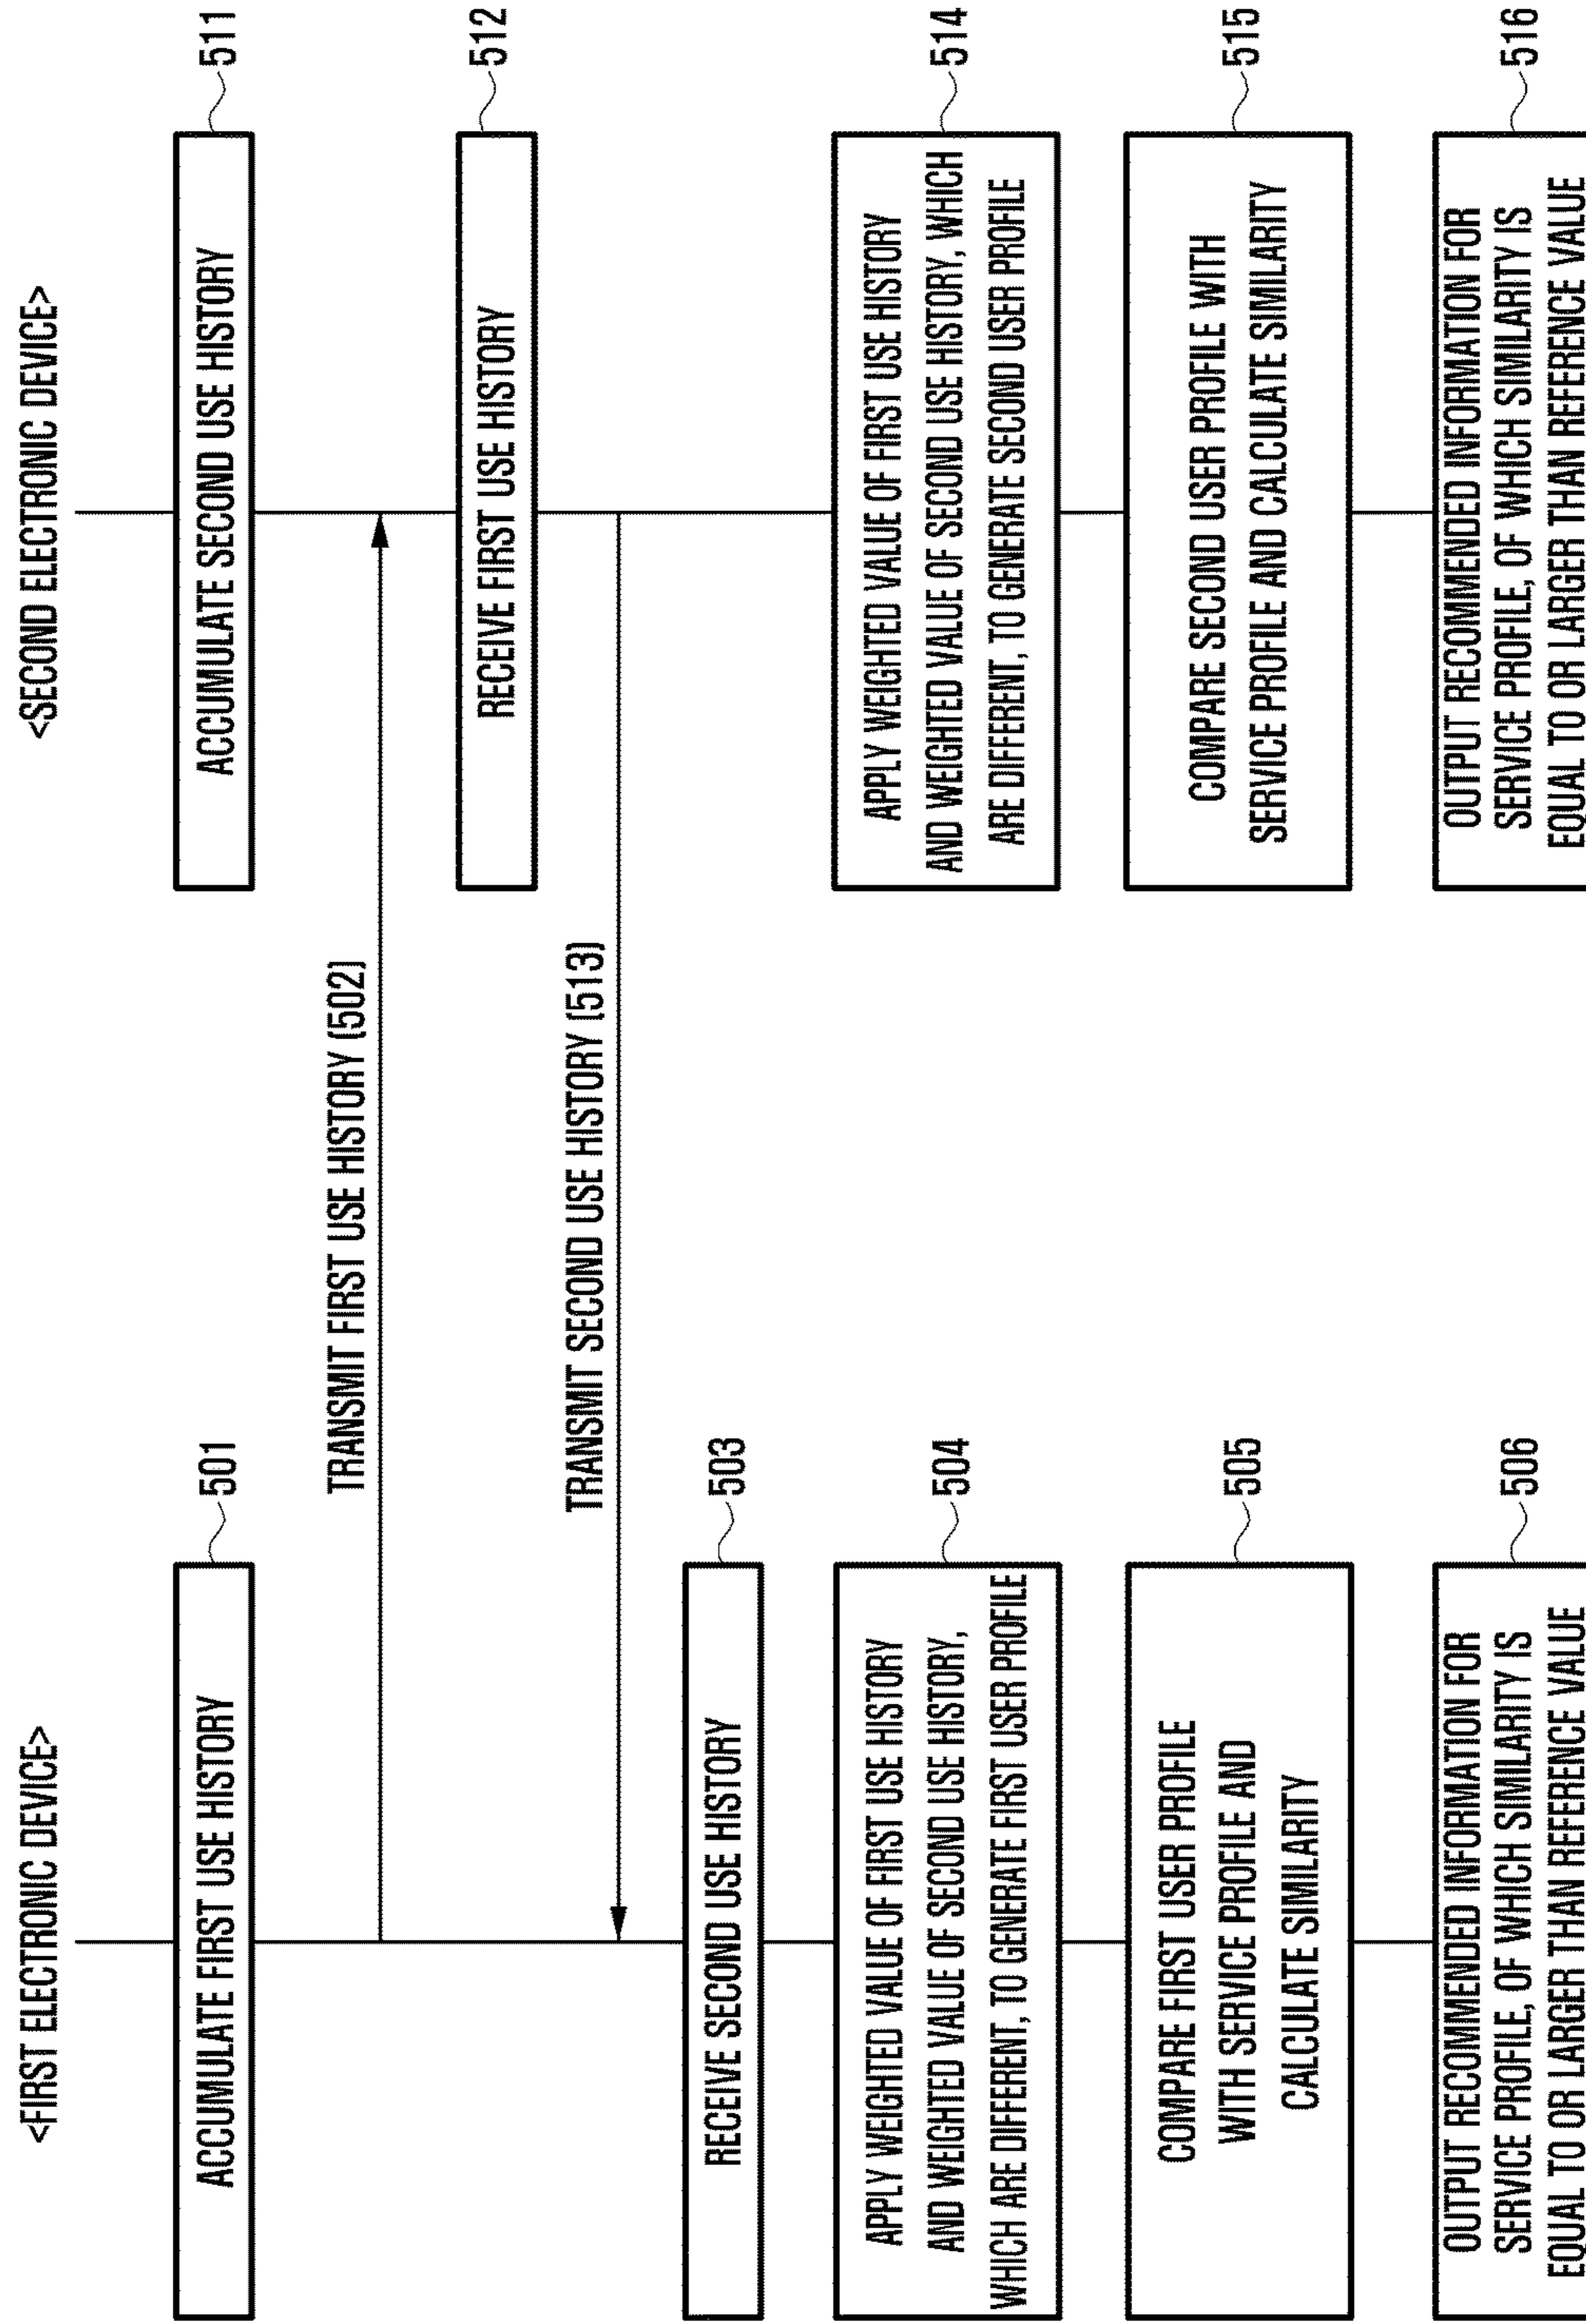 <FIRST ELECTRONIC DEVICE>
<SECOND ELECTRONIC DEVICE>
ACCUMULATE FIRST USE HISTORY
501
ACCUMULATE SECOND USE HISTORY
511
TRANSMIT FIRST USE HISTORY (502)
RECEIVE FIRST USE HISTORY
512
TRANSMIT SECOND USE HISTORY (513)
RECEIVE SECOND USE HISTORY
503
APPLY WEIGHTED VALUE OF FIRST USE HISTORY
AND WEIGHTED VALUE OF SECOND USE HISTORY,
WHICH ARE DIFFERENT, TO GENERATE FIRST USER PROFILE
504
APPLY WEIGHTED VALUE OF FIRST USE HISTORY
AND WEIGHTED VALUE OF SECOND USE HISTORY, WHICH
ARE DIFFERENT, TO GENERATE SECOND USER PROFILE
514
COMPARE FIRST USER PROFILE
WITH SERVICE PROFILE AND
CALCULATE SIMILARITY
505
COMPARE SECOND USER PROFILE WITH
SERVICE PROFILE AND CALCULATE SIMILARITY
515
OUTPUT RECOMMENDED INFORMATION FOR
SERVICE PROFILE, OF WHICH SIMILARITY IS
EQUAL TO OR LARGER THAN REFERENCE VALUE
506
OUTPUT RECOMMENDED INFORMATION FOR
SERVICE PROFILE, OF WHICH SIMILARITY IS
EQUAL TO OR LARGER THAN REFERENCE VALUE
516